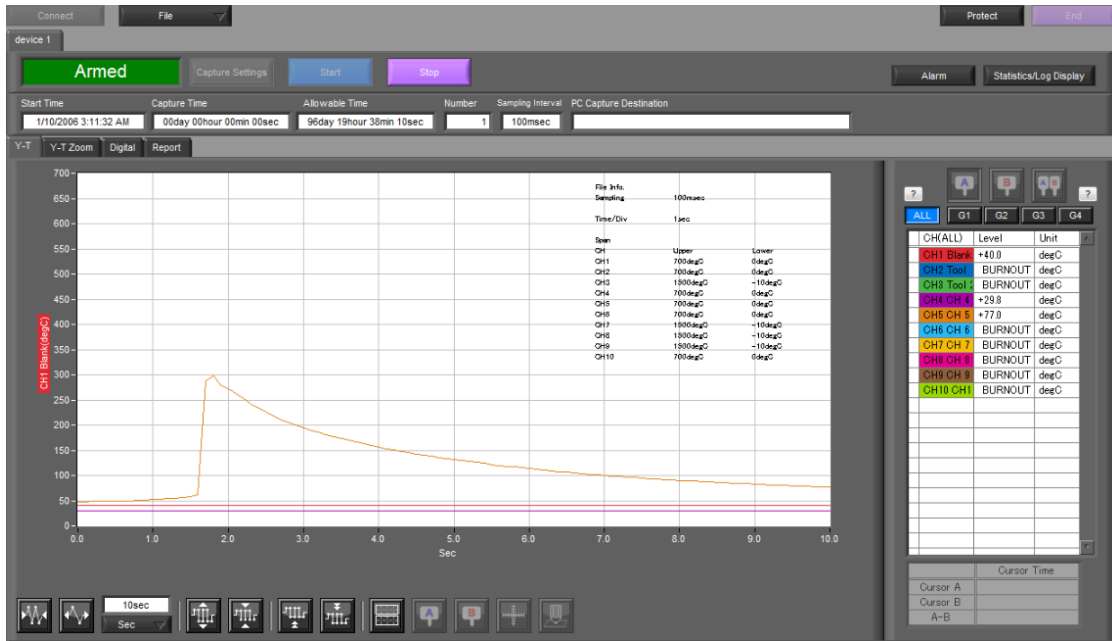 Connect File Protect End
device 1
Armed Capture Settings Start Stop Alarm Statistics/Log Display
Start Time Capture Time Allowable Time Number Sampling Interval PC Capture Destination
1/10/2006 3:11:32 AM 00day 00hour 00min 00sec 96day 19hour 38min 10sec 1 100msec
Y-T Y-T Zoom Digital Report
700
650
600
550
500
450
400
350
300
250
200
150
100
50
0
CH1 Blank(degC)
0.0 1.0 2.0 3.0 4.0 5.0 6.0 7.0 8.0 9.0 10.0
Sec
File Info.
Sampling 100msec
Time/Div 1sec
Span
CH Upper Lower
CH1 700degC 0degC
CH2 700degC 0degC
CH3 1300degC -10degC
CH4 700degC 0degC
CH5 700degC 0degC
CH6 700degC 0degC
CH7 1300degC -10degC
CH8 1300degC -10degC
CH9 1300degC -10degC
CH10 700degC 0degC
? A B A B ?
ALL G1 G2 G3 G4
CH(ALL) Level Unit
CH1 Blank +40.0 degC
CH2 Tool BURNOUT degC
CH3 Tool 2 BURNOUT degC
CH4 CH 4 +29.8 degC
CH5 CH 5 +77.0 degC
CH6 CH 6 BURNOUT degC
CH7 CH 7 BURNOUT degC
CH8 CH 8 BURNOUT degC
CH9 CH 9 BURNOUT degC
CH10 CH1 BURNOUT degC
Cursor Time
Cursor A
Cursor B
A-B
10sec
Sec
A B